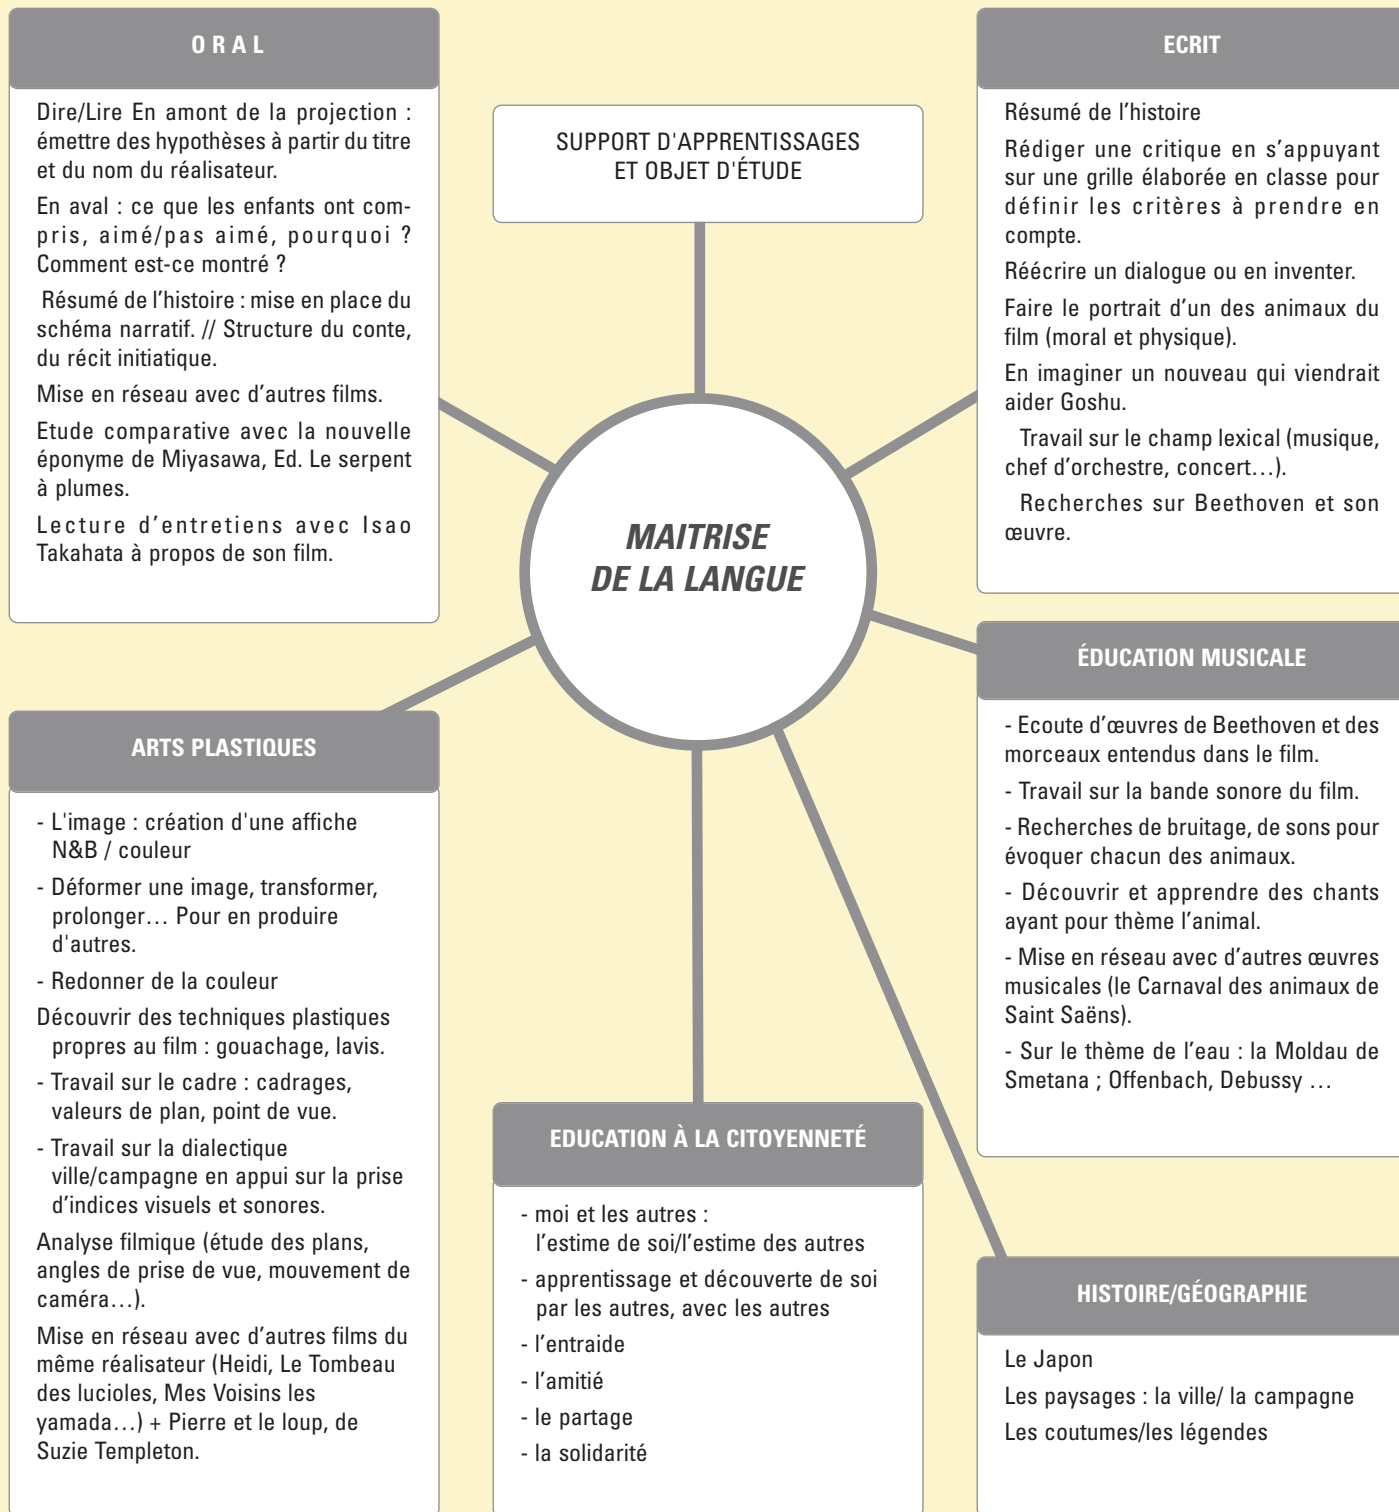 O R A L
Dire/Lire En amont de la projection :
émettre des hypothèses à partir du titre
et du nom du réalisateur.
En aval : ce que les enfants ont com-
pris, aimé/pas aimé, pourquoi ?
Comment est-ce montré ?
Résumé de l'histoire : mise en place du
schéma narratif. // Structure du conte,
du récit initiatique.
Mise en réseau avec d'autres films.
Etude comparative avec la nouvelle
éponyme de Miyasawa, Ed. Le serpent
à plumes.
Lecture d'entretiens avec Isao
Takahata à propos de son film.
SUPPORT D'APPRENTISSAGES
ET OBJET D'ÉTUDE
ECRIT
Résumé de l'histoire
Rédiger une critique en s'appuyant
sur une grille élaborée en classe pour
définir les critères à prendre en
compte.
Réécrire un dialogue ou en inventer.
Faire le portrait d'un des animaux du
film (moral et physique).
En imaginer un nouveau qui viendrait
aider Goshu.
Travail sur le champ lexical (musique,
chef d'orchestre, concert…).
Recherches sur Beethoven et son
œuvre.
MAITRISE
DE LA LANGUE
ARTS PLASTIQUES
- L'image : création d'une affiche
N&B / couleur
- Déformer une image, transformer,
prolonger… Pour en produire
d'autres.
- Redonner de la couleur
Découvrir des techniques plastiques
propres au film : gouachage, lavis.
- Travail sur le cadre : cadrages,
valeurs de plan, point de vue.
- Travail sur la dialectique
ville/campagne en appui sur la prise
d'indices visuels et sonores.
Analyse filmique (étude des plans,
angles de prise de vue, mouvement de
caméra…).
Mise en réseau avec d'autres films du
même réalisateur (Heidi, Le Tombeau
des lucioles, Mes Voisins les
yamada…) + Pierre et le loup, de
Suzie Templeton.
EDUCATION À LA CITOYENNETÉ
- moi et les autres :
l'estime de soi/l'estime des autres
- apprentissage et découverte de soi
par les autres, avec les autres
- l'entraide
- l'amitié
- le partage
- la solidarité
ÉDUCATION MUSICALE
- Ecoute d'œuvres de Beethoven et des
morceaux entendus dans le film.
- Travail sur la bande sonore du film.
- Recherches de bruitage, de sons pour
évoquer chacun des animaux.
- Découvrir et apprendre des chants
ayant pour thème l'animal.
- Mise en réseau avec d'autres œuvres
musicales (le Carnaval des animaux de
Saint Saëns).
- Sur le thème de l'eau : la Moldau de
Smetana ; Offenbach, Debussy …
HISTOIRE/GÉOGRAPHIE
Le Japon
Les paysages : la ville/ la campagne
Les coutumes/les légendes